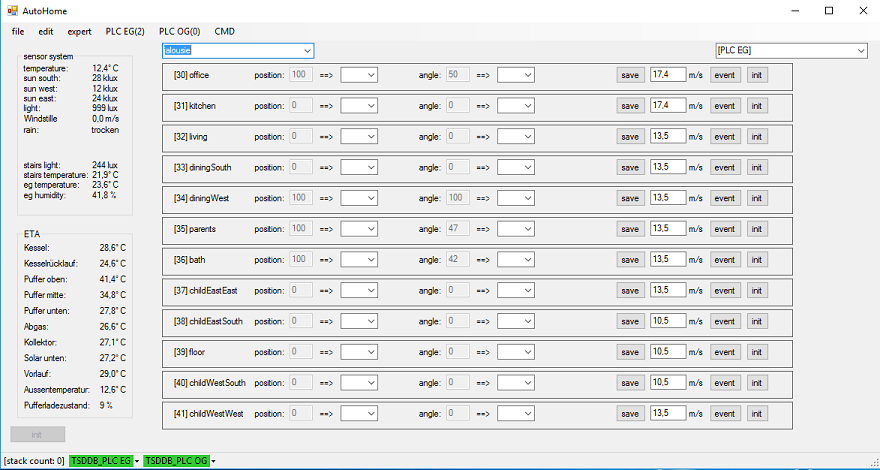 AutoHome
file edit expert PLC EG(2) PLC OG(0) CMD
jalousie [PLC EG]
sensor system
temperature: 12,4° C
sun south: 28 klux
sun west: 12 klux
sun east: 24 klux
light: 999 lux
Windstille 0,0 m/s
rain: trocken
stairs light: 244 lux
stairs temperature: 21,9° C
eg temperature: 23,6° C
eg humidity: 41,8 %
ETA
Kessel: 28,6° C
Kesselrücklauf: 24,6° C
Puffer oben: 41,4° C
Puffer mitte: 34,8° C
Puffer unten: 27,8° C
Abgas: 26,6° C
Kollektor: 27,1° C
Solar unten: 27,2° C
Vorlauf: 29,0° C
Aussentemperatur: 12,6° C
Pufferladezustand: 9 %
init
[30] office position: 100 ==> angle: 50 ==> save 17,4 m/s event init
[31] kitchen position: 0 ==> angle: 0 ==> save 17,4 m/s event init
[32] living position: 0 ==> angle: 0 ==> save 13,5 m/s event init
[33] diningSouth position: 0 ==> angle: 0 ==> save 13,5 m/s event init
[34] diningWest position: 100 ==> angle: 100 ==> save 13,5 m/s event init
[35] parents position: 100 ==> angle: 47 ==> save 13,5 m/s event init
[36] bath position: 100 ==> angle: 42 ==> save 13,5 m/s event init
[37] childEastEast position: 0 ==> angle: 0 ==> save 13,5 m/s event init
[38] childEastSouth position: 0 ==> angle: 0 ==> save 10,5 m/s event init
[39] floor position: 0 ==> angle: 0 ==> save 10,5 m/s event init
[40] childWestSouth position: 0 ==> angle: 0 ==> save 10,5 m/s event init
[41] childWestWest position: 0 ==> angle: 0 ==> save 13,5 m/s event init
[stack count: 0] TSDDB_PLC EG TSDDB_PLC OG